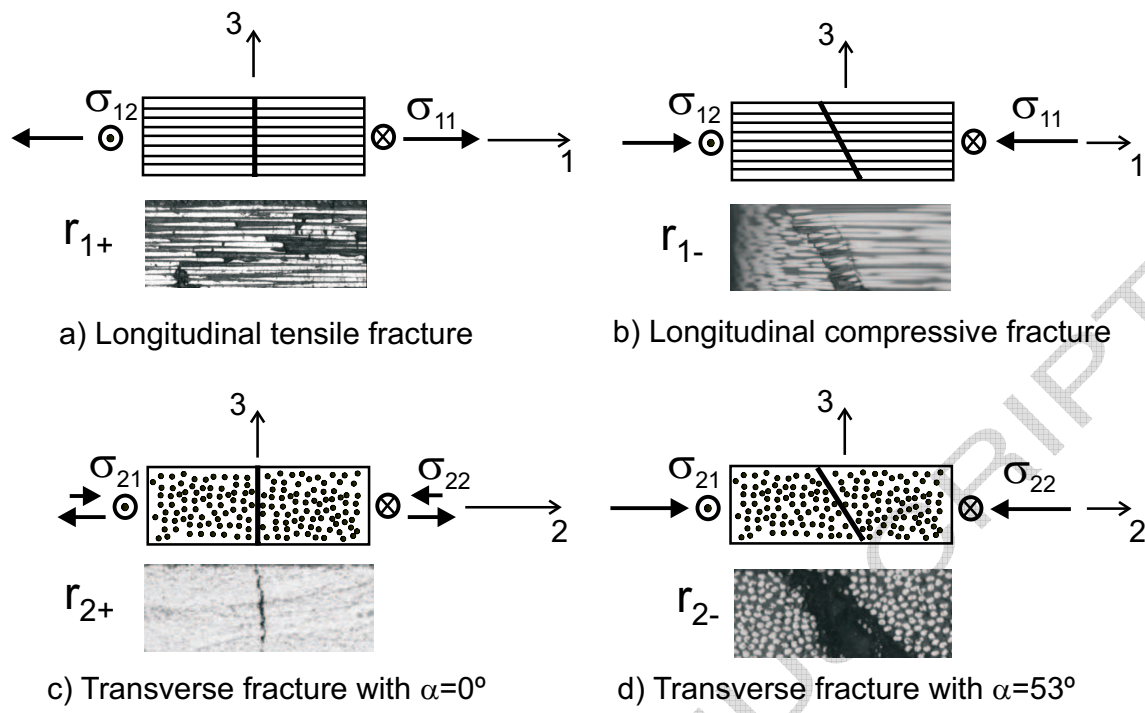 3
3
σ12
σ11
1
σ12
σ11
1
r1+
r1-
a) Longitudinal tensile fracture
b) Longitudinal compressive fracture
3
3
σ21
σ22
2
σ21
σ22
2
r2+
r2-
c) Transverse fracture with α=0º
d) Transverse fracture with α=53º